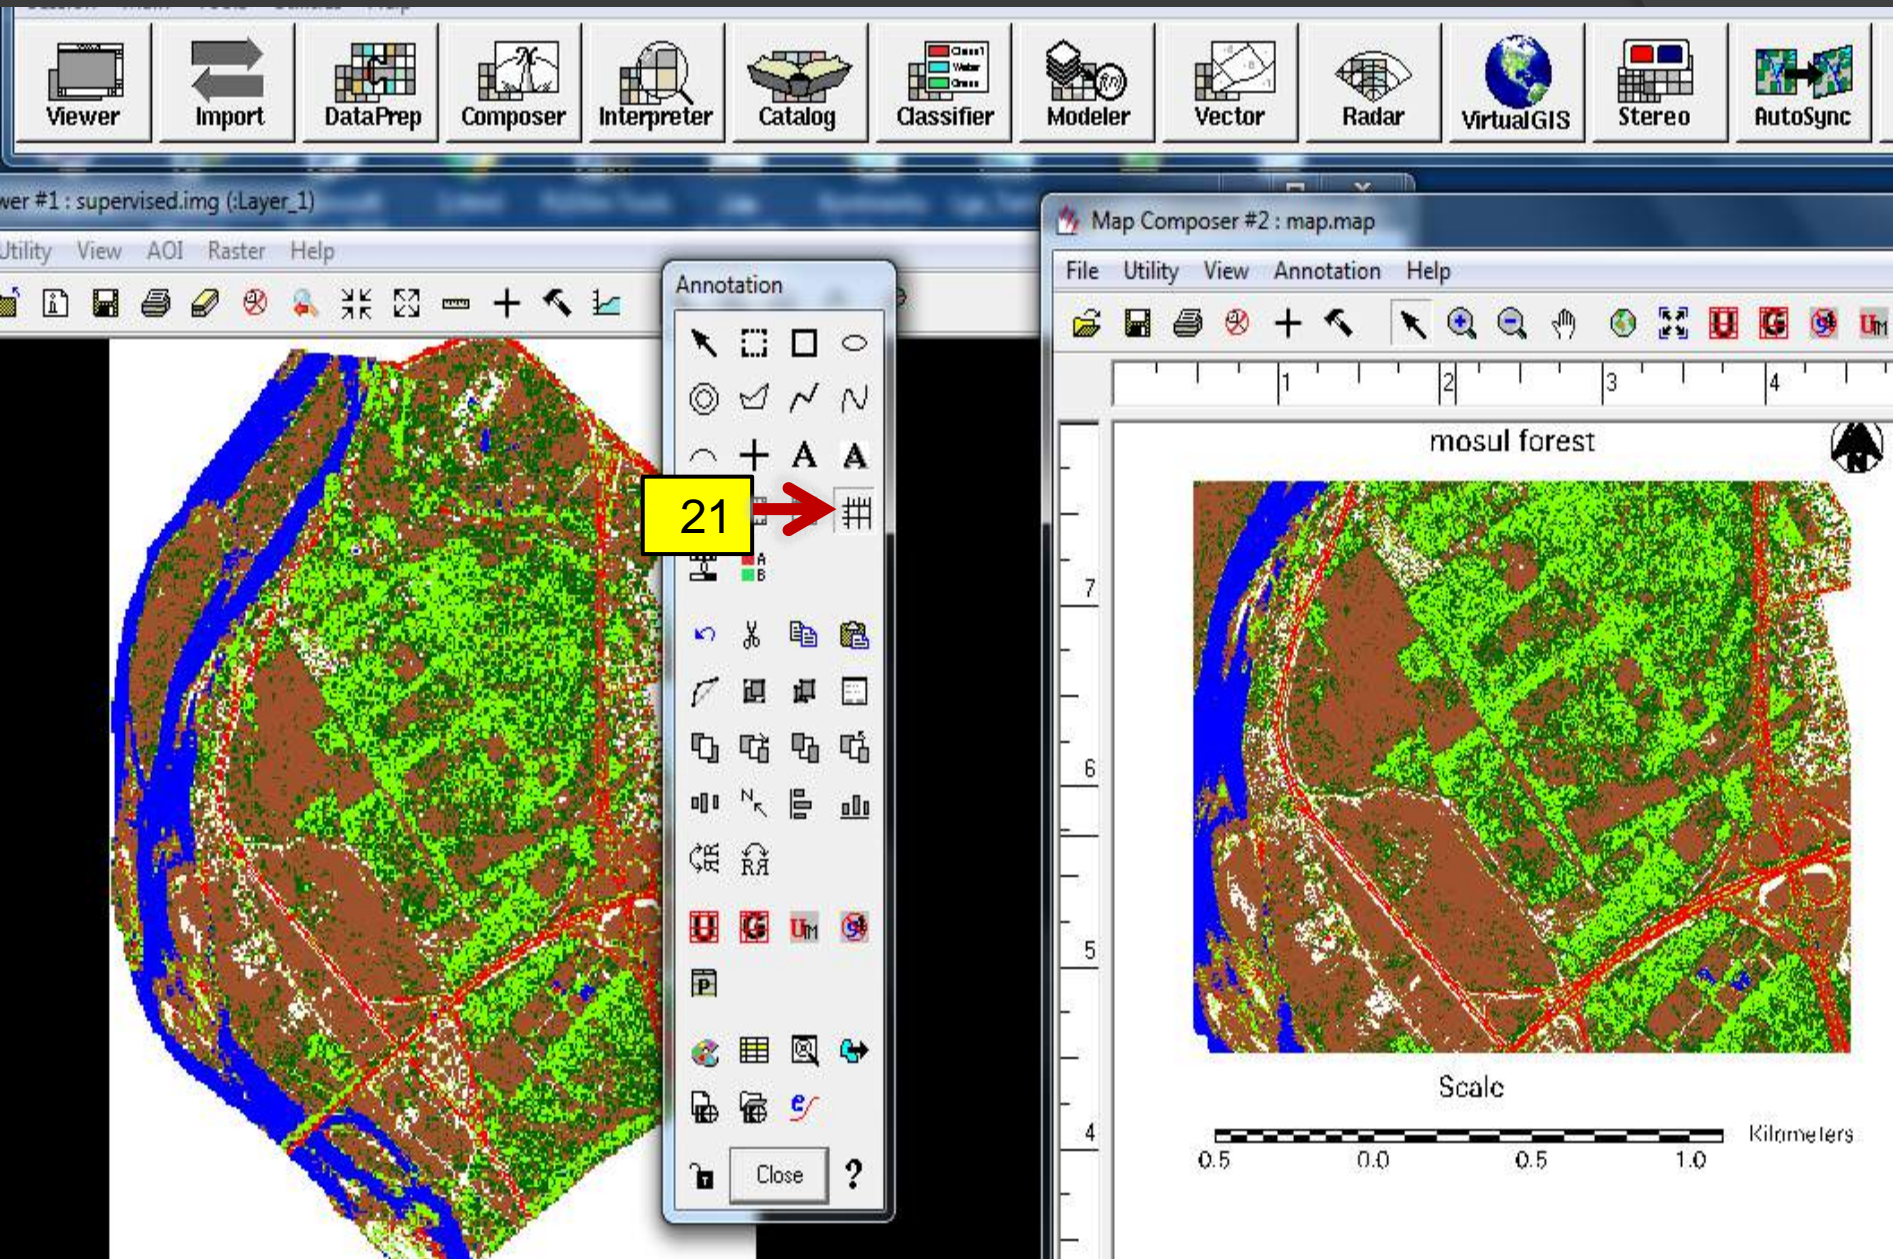 Viewer Import DataPrep Composer Interpreter Catalog Classifier Modeler Vector Radar VirtualGIS Stereo AutoSync
wer #1 : supervised.img (:Layer_1)
Utility View AOI Raster Help
Annotation
21
A
B
Close
Map Composer #2 : map.map
File Utility View Annotation Help
1 2 3 4
mosul forest
N
7
6
5
4
Scale
Kilometers
0.5 0.0 0.5 1.0